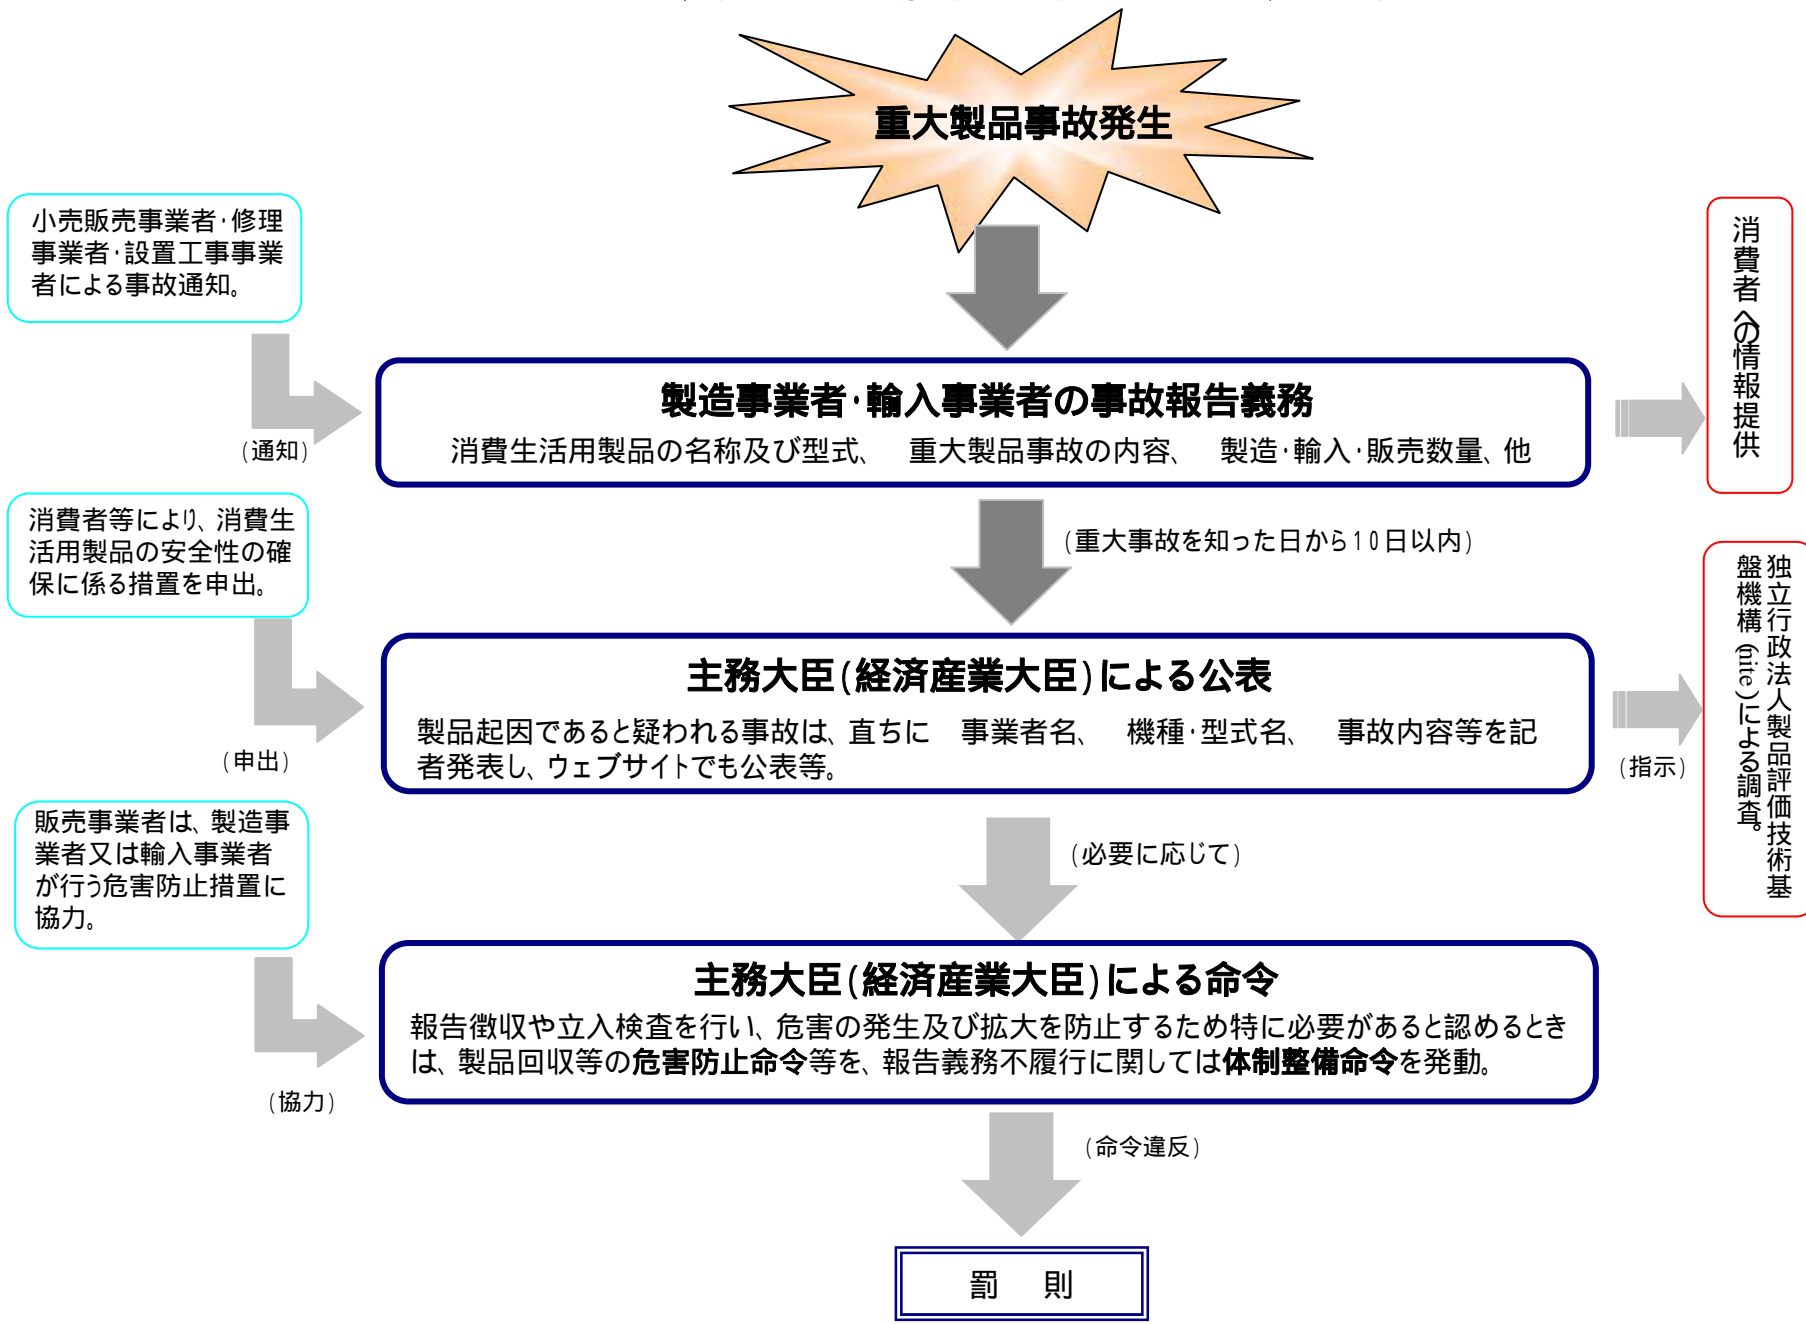 重大製品事故発生
小売販売事業者・修理
事業者・設置工事事業
者による事故通知。
(通知)
製造事業者・輸入事業者の事故報告義務
消費生活用製品の名称及び型式、 重大製品事故の内容、 製造・輸入・販売数量、他
消費者への情報提供
(重大事故を知った日から10日以内)
消費者等により、消費生
活用製品の安全性の確
保に係る措置を申出。
(申出)
主務大臣(経済産業大臣)による公表
製品起因であると疑われる事故は、直ちに 事業者名、 機種・型式名、 事故内容等を記
者発表し、ウェブサイトでも公表等。
(指示)
独立行政法人製品評価技術基
盤機構(nite)による調査。
(必要に応じて)
販売事業者は、製造事
業者又は輸入事業者
が行う危害防止措置に
協力。
(協力)
主務大臣(経済産業大臣)による命令
報告徴収や立入検査を行い、危害の発生及び拡大を防止するため特に必要があると認めるとき
は、製品回収等の危害防止命令等を、報告義務不履行に関しては体制整備命令を発動。
(命令違反)
罰 則